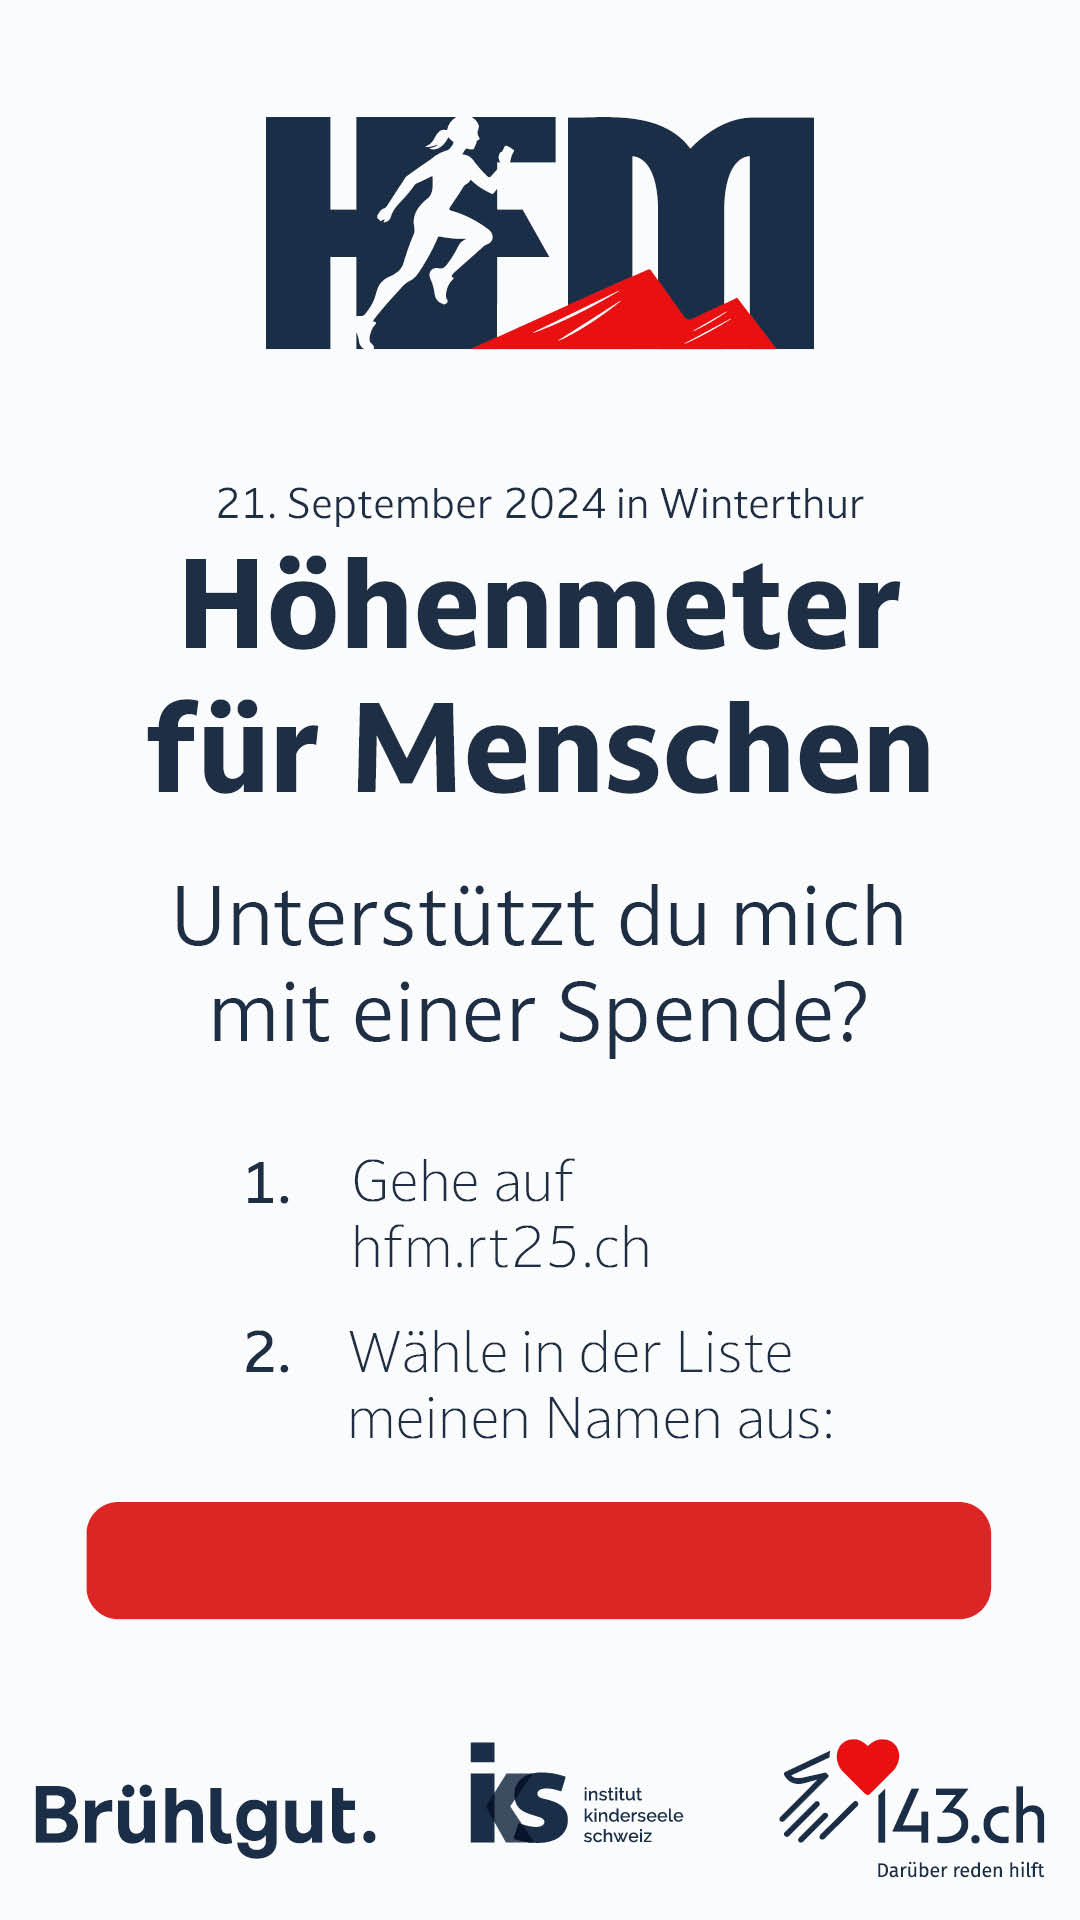 HFM
21. September 2024 in Winterthur
Höhenmeter
für Menschen
Unterstützt du mich
mit einer Spende?
1. Gehe auf
hfm.rt25.ch
2. Wähle in der Liste
meinen Namen aus:
Brühlgut.
iks
institut
kinderseele
schweiz
143.ch
Darüber reden hilft